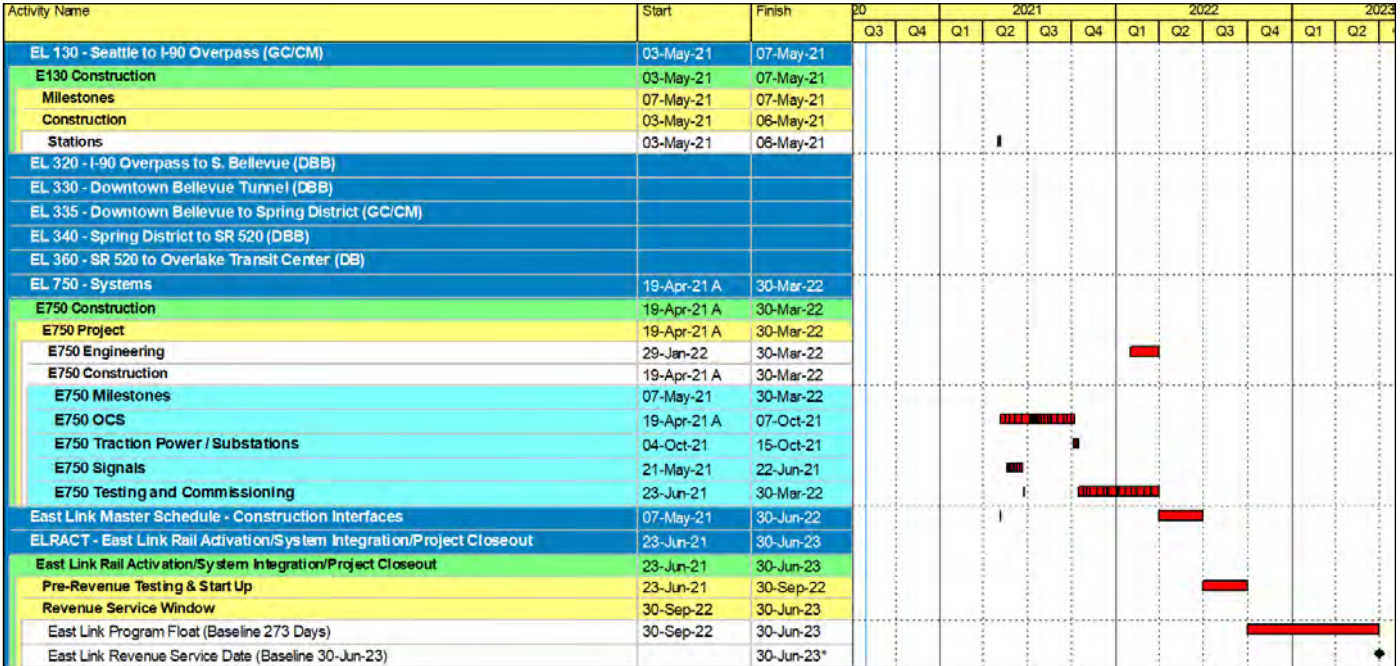 Activity Name Start Finish 20 2021 2022 2023
Q3 Q4 Q1 Q2 Q3 Q4 Q1 Q2 Q3 Q4 Q1 Q2
EL 130 - Seattle to I-90 Overpass (GC/CM) 03-May-21 07-May-21
E130 Construction 03-May-21 07-May-21
Milestones 07-May-21 07-May-21
Construction 03-May-21 06-May-21
Stations 03-May-21 06-May-21
EL 320 - I-90 Overpass to S. Bellevue (DBB)
EL 330 - Downtown Bellevue Tunnel (DBB)
EL 335 - Downtown Bellevue to Spring District (GC/CM)
EL 340 - Spring District to SR 520 (DBB)
EL 360 - SR 520 to Overlake Transit Center (DB)
EL 750 - Systems 19-Apr-21 A 30-Mar-22
E750 Construction 19-Apr-21 A 30-Mar-22
E750 Project 19-Apr-21 A 30-Mar-22
E750 Engineering 29-Jan-22 30-Mar-22
E750 Construction 19-Apr-21 A 30-Mar-22
E750 Milestones 07-May-21 30-Mar-22
E750 OCS 19-Apr-21 A 07-Oct-21
E750 Traction Power / Substations 04-Oct-21 15-Oct-21
E750 Signals 21-May-21 22-Jun-21
E750 Testing and Commissioning 23-Jun-21 30-Mar-22
East Link Master Schedule - Construction Interfaces 07-May-21 30-Jun-22
ELRACT - East Link Rail Activation/System Integration/Project Closeout 23-Jun-21 30-Jun-23
East Link Rail Activation/System Integration/Project Closeout 23-Jun-21 30-Jun-23
Pre-Revenue Testing & Start Up 23-Jun-21 30-Sep-22
Revenue Service Window 30-Sep-22 30-Jun-23
East Link Program Float (Baseline 273 Days) 30-Sep-22 30-Jun-23
East Link Revenue Service Date (Baseline 30-Jun-23) 30-Jun-23*